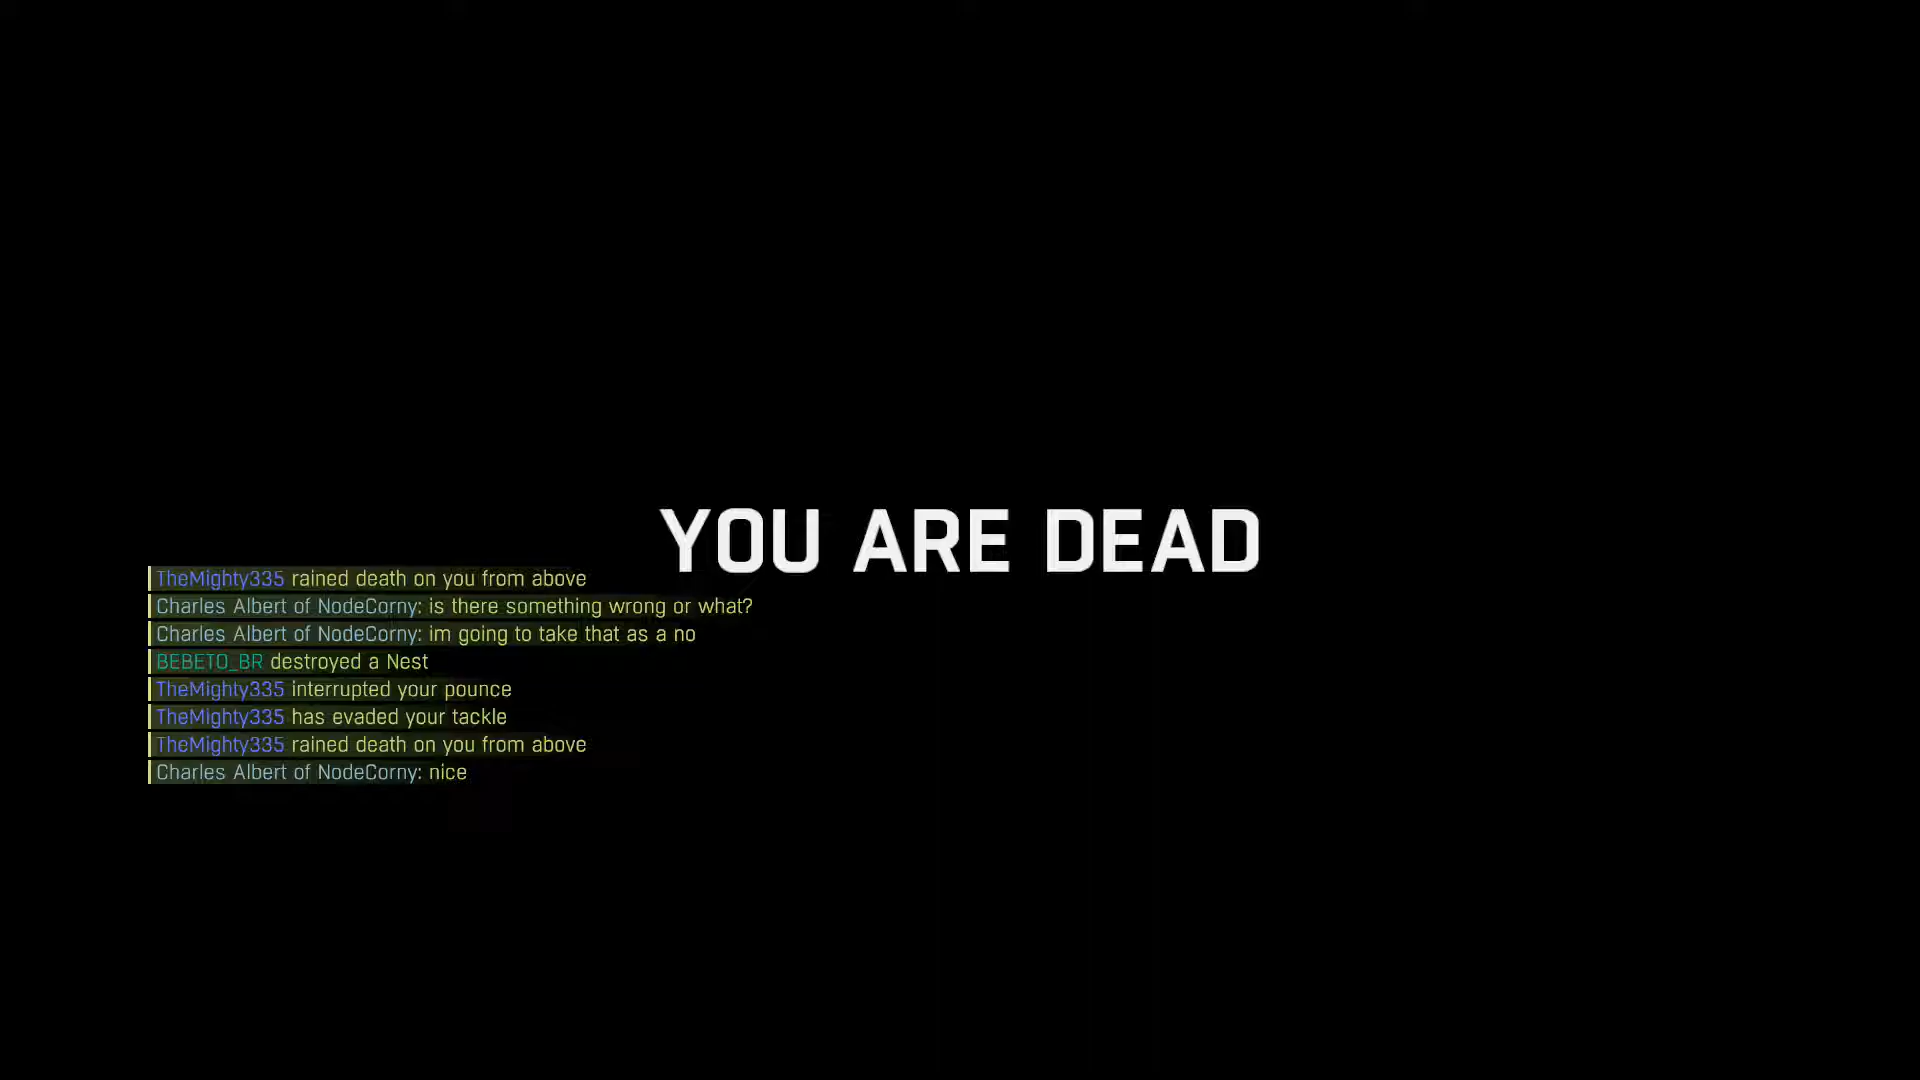 YOU ARE DEAD
TheMighty335 rained death on you from above
Charles Albert of NodeCorny: is there something wrong or what?
Charles Albert of NodeCorny: im going to take that as a no
BEBETO_BR destroyed a Nest
TheMighty335 interrupted your pounce
TheMighty335 has evaded your tackle
TheMighty335 rained death on you from above
Charles Albert of NodeCorny: nice